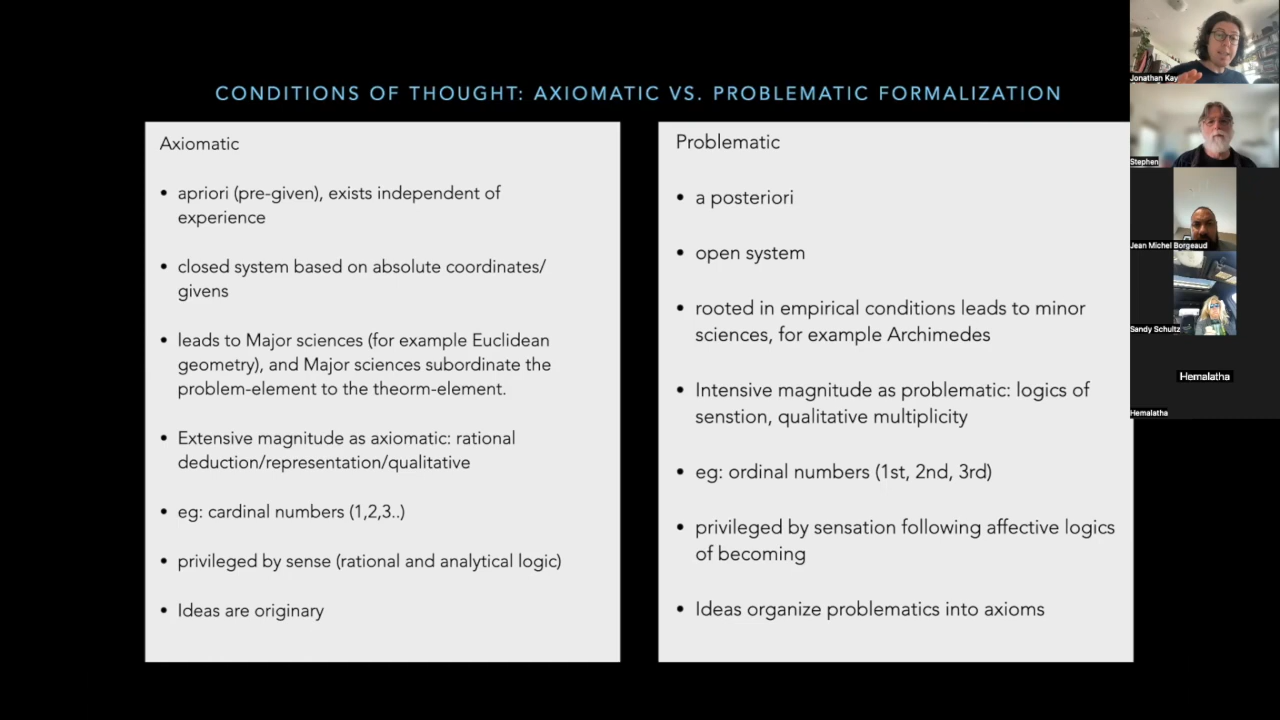 CONDITIONS OF THOUGHT: AXIOMATIC VS. PROBLEMATIC FORMALIZATION
Axiomatic
• apriori (pre-given), exists independent of
experience
• closed system based on absolute coordinates/
givens
• leads to Major sciences (for example Euclidean
geometry), and Major sciences subordinate the
problem-element to the theorm-element.
• Extensive magnitude as axiomatic: rational
deduction/representation/qualitative
• eg: cardinal numbers (1,2,3..)
• privileged by sense (rational and analytical logic)
• Ideas are originary
Problematic
• a posteriori
• open system
• rooted in empirical conditions leads to minor
sciences, for example Archimedes
• Intensive magnitude as problematic: logics of
senstion, qualitative multiplicity
• eg: ordinal numbers (1st, 2nd, 3rd)
• privileged by sensation following affective logics
of becoming
• Ideas organize problematics into axioms
Jonathan Kay
Stephen
Jean Michel Borgeaud
Sandy Schultz
Hemalatha
Hemalatha